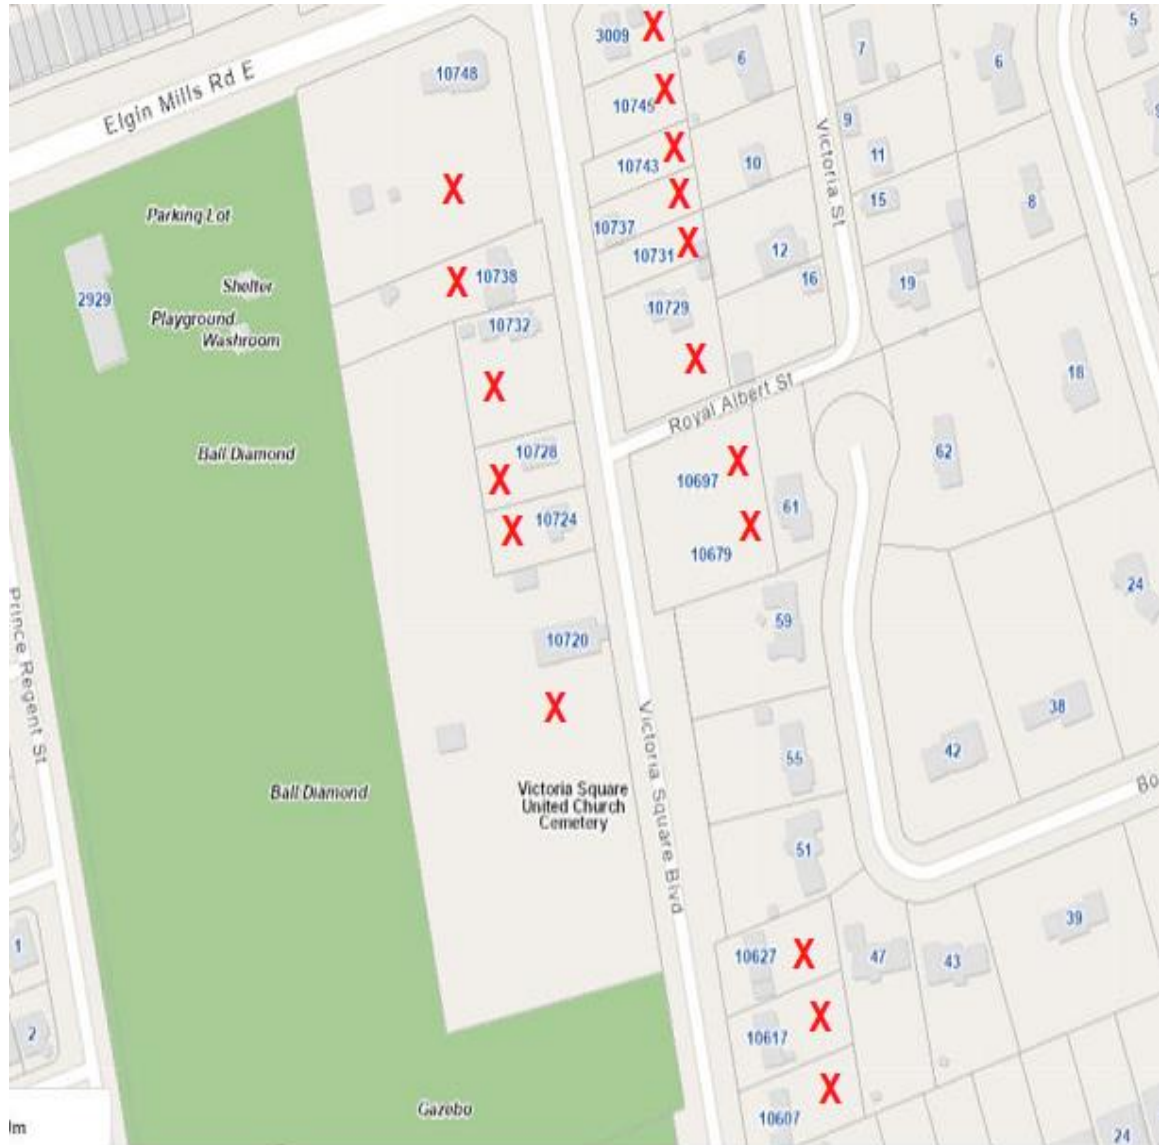 3009
X
5
6
7
6
Elgin Mills Rd E
10748
10745
X
9
Victoria St
11
10743
X
10
X
15
8
Parking Lot
X
10737
10731
X
12
2929
Shelter
X
10738
16
19
Playground
Washroom
10732
10729
X
X
18
Royal Albert St
Ball Diamond
10728
X
10697
X
62
61
X
10724
X
10679
24
Prince Regent St
10720
59
X
38
Victoria Square Blvd
42
55
Ball Diamond
Victoria Square
United Church
Cemetery
Bo
51
39
1
10627
X
47
43
2
10617
X
Gazebo
10607
X
24